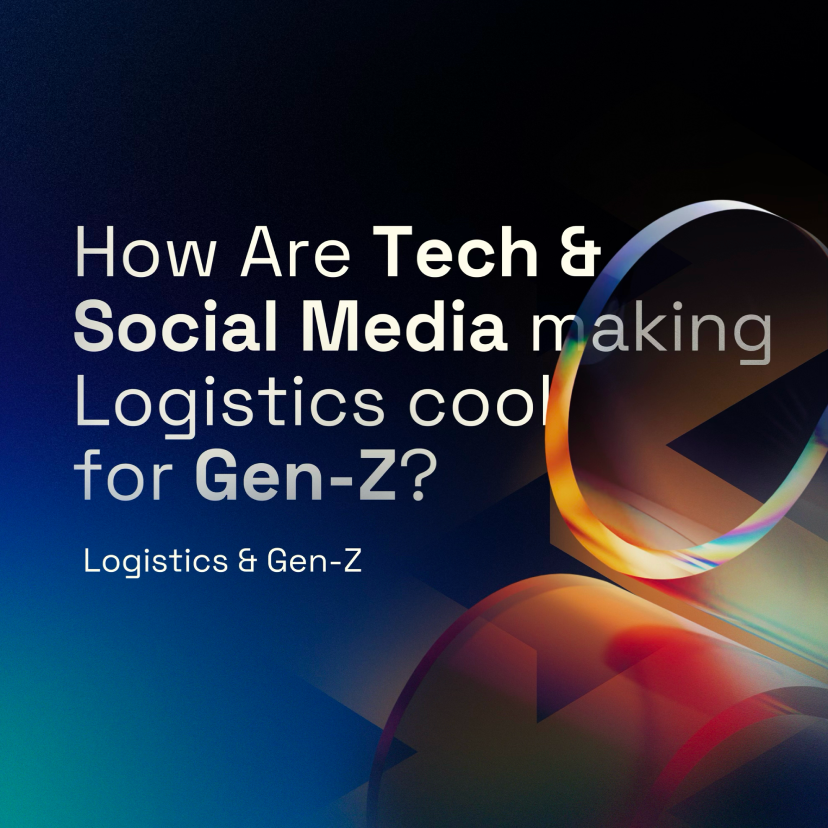 How Are Tech &
Social Media making
Logistics cool
for Gen-Z?
Logistics & Gen-Z